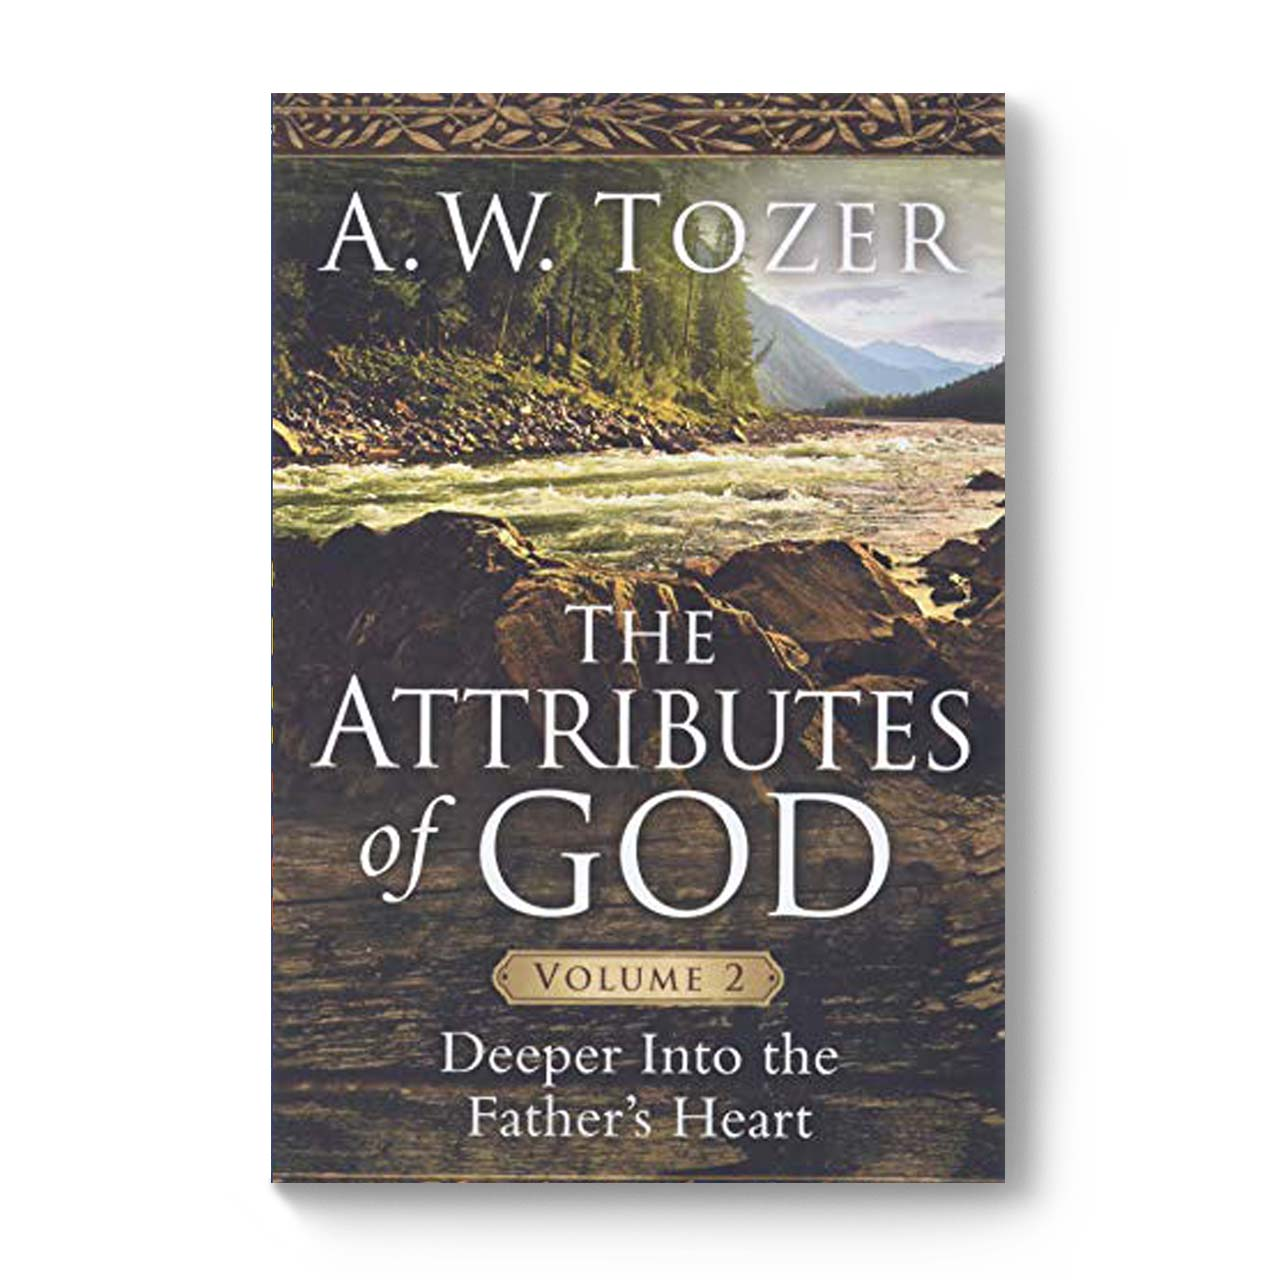 A. W. TOZER
THE
ATTRIBUTES
of GOD
VOLUME 2
Deeper Into the
Father's Heart